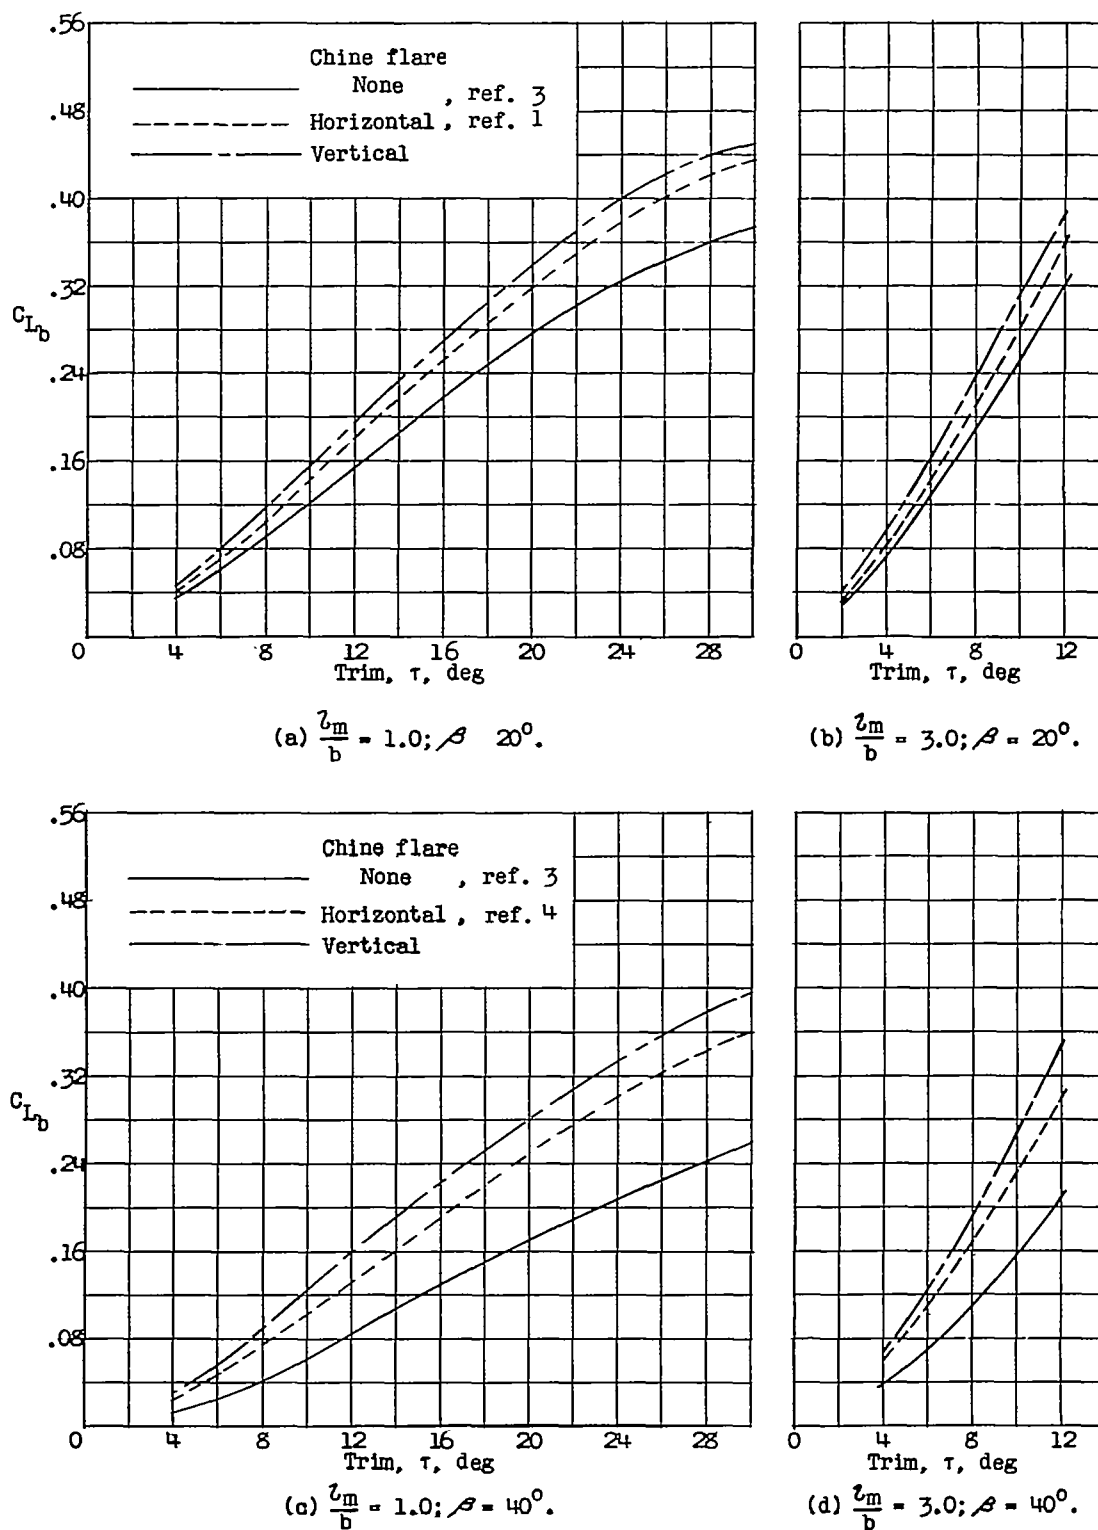 .56
.48
.40
.32
.24
.16
.08
C_{L_b}
Chine flare
None , ref. 3
Horizontal , ref. 1
Vertical
0 4 8 12 16 20 24 28
Trim, τ, deg
0 4 8 12
Trim, τ, deg
(a) l_m/b = 1.0; β 20°.
(b) l_m/b = 3.0; β = 20°.
.56
.48
.40
.32
.24
.16
.08
C_{L_b}
Chine flare
None , ref. 3
Horizontal , ref. 4
Vertical
0 4 8 12 16 20 24 28
Trim, τ, deg
0 4 8 12
Trim, τ, deg
(c) l_m/b = 1.0; β = 40°.
(d) l_m/b = 3.0; β = 40°.